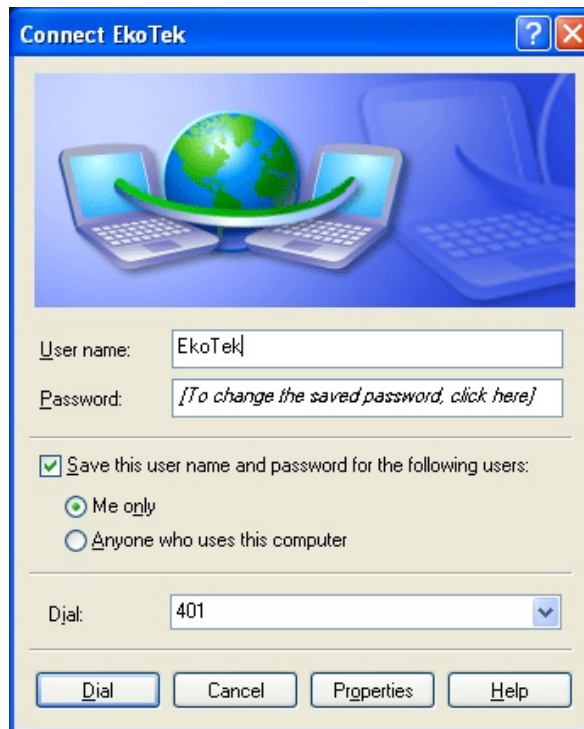 Connect EkoTek
User name: EkoTek
Password: [To change the saved password, click here]
Save this user name and password for the following users:
Me only
Anyone who uses this computer
Dial: 401
Dial Cancel Properties Help